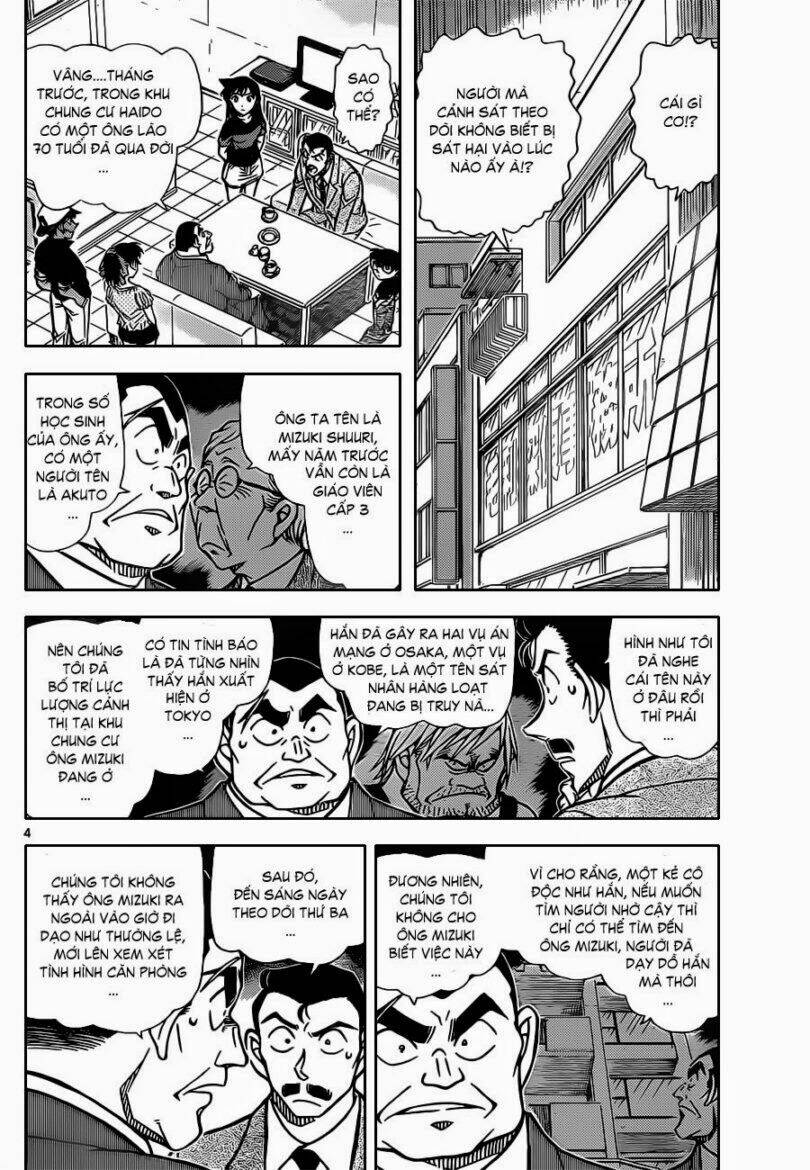 CÁI GÌ
CƠ!?
NGƯỜI MÀ
CẢNH SÁT THEO
DÕI KHÔNG BIẾT BỊ
SÁT HẠI VÀO LÚC
NÀO ẤY À!?
SAO
CÓ
THỂ?
VÂNG....THÁNG
TRƯỚC, TRONG KHU
CHUNG CƯ HAIDO
CÓ MỘT ÔNG LÃO
70 TUỔI ĐÃ QUA ĐỜI
...
ÔNG TA TÊN LÀ
MIZUKI SHUURI,
MẤY NĂM TRƯỚC
VẪN CÒN LÀ
GIÁO VIÊN
CẤP 3
...
TRONG SỐ
HỌC SINH
CỦA ÔNG ẤY,
CÓ MỘT
NGƯỜI TÊN
LÀ AKUTO
...
HÌNH NHƯ TÔI
ĐÃ NGHE
CÁI TÊN NÀY
Ở ĐÂU RỒI
THÌ PHẢI
HẮN ĐÃ GÂY RA HAI VỤ ÁN
MẠNG Ở OSAKA, MỘT VỤ
Ở KOBE, LÀ MỘT TÊN SÁT
NHÂN HÀNG LOẠT
ĐANG BỊ TRUY NÃ...
CÓ TIN TÌNH BÁO
LÀ ĐÃ TỪNG NHÌN
THẤY HẮN XUẤT
HIỆN Ở
TOKYO
...
NÊN CHÚNG
TÔI ĐÃ
BỐ TRÍ LỰC
LƯỢNG CẢNH
THỊ TẠI KHU
CHUNG CƯ
ÔNG MIZUKI
ĐANG Ở
...
4
VÌ CHO RẰNG, MỘT KẺ CÔ
ĐỘC NHƯ HẮN, NẾU MUỐN
TÌM NGƯỜI NHỜ CẬY THÌ
CHỈ CÓ THỂ TÌM ĐẾN
ÔNG MIZUKI, NGƯỜI ĐÃ
DẠY DỖ HẮN
MÀ THÔI
...
ĐƯƠNG NHIÊN,
CHÚNG TÔI
KHÔNG CHO
ÔNG MIZUKI
BIẾT VIỆC NÀY
...
SAU ĐÓ,
ĐẾN SÁNG NGÀY
THEO DÕI THỨ BA
...
CHÚNG TÔI KHÔNG
THẤY ÔNG MIZUKI RA
NGOÀI VÀO GIỜ ĐI
DẠO NHƯ THƯỜNG LỆ,
MỚI LÊN XEM XÉT
TÌNH HÌNH CĂN PHÒNG
...